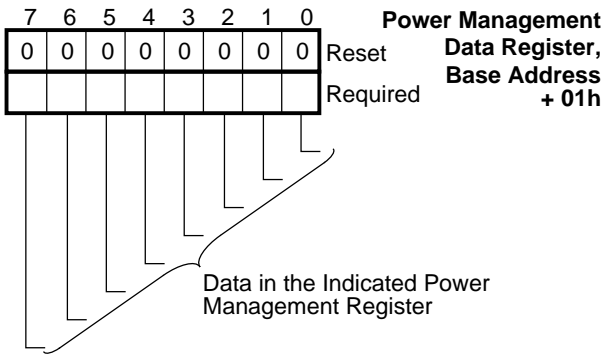 7 6 5 4 3 2 1 0
Power Management
Data Register,
Base Address
+ 01h
0 0 0 0 0 0 0 0 Reset
Required
Data in the Indicated Power
Management Register